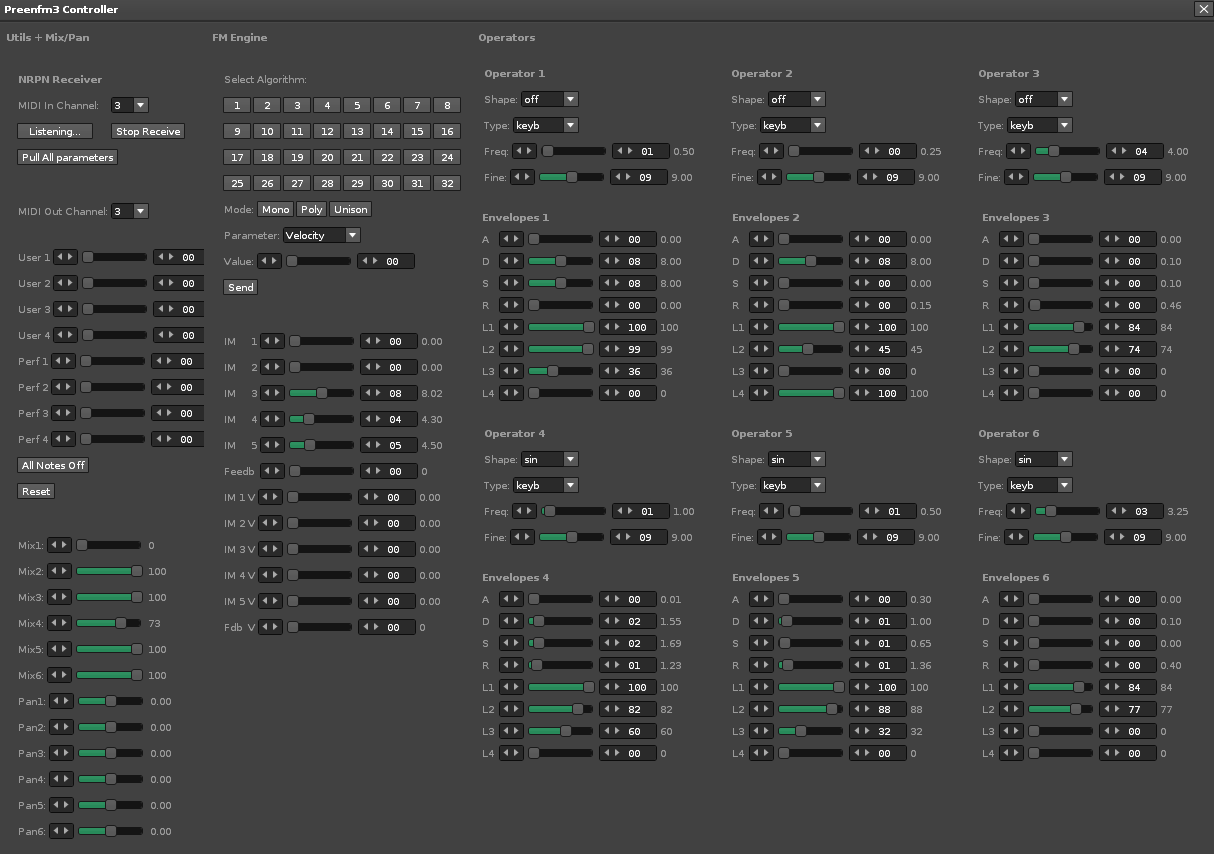 Preenfm3 Controller
Utils + Mix/Pan
NRPN Receiver
MIDI In Channel: 3
Listening... Stop Receive
Pull All parameters
MIDI Out Channel: 3
User 1 00
User 2 00
User 3 00
User 4 00
Perf 1 00
Perf 2 00
Perf 3 00
Perf 4 00
All Notes Off
Reset
Mix1: 0
Mix2: 100
Mix3: 100
Mix4: 73
Mix5: 100
Mix6: 100
Pan1: 0.00
Pan2: 0.00
Pan3: 0.00
Pan4: 0.00
Pan5: 0.00
Pan6: 0.00
FM Engine
Select Algorithm:
1 2 3 4 5 6 7 8
9 10 11 12 13 14 15 16
17 18 19 20 21 22 23 24
25 26 27 28 29 30 31 32
Mode: Mono Poly Unison
Parameter: Velocity
Value: 00
Send
IM 1 00 0.00
IM 2 00 0.00
IM 3 08 8.02
IM 4 04 4.30
IM 5 05 4.50
Feedb 00 0
IM 1 V 00 0.00
IM 2 V 00 0.00
IM 3 V 00 0.00
IM 4 V 00 0.00
IM 5 V 00 0.00
Fdb V 00 0
Operators
Operator 1
Shape: off
Type: keyb
Freq: 01 0.50
Fine: 09 9.00
Envelopes 1
A 00 0.00
D 08 8.00
S 08 8.00
R 00 0.00
L1 100 100
L2 99 99
L3 36 36
L4 00 0
Operator 2
Shape: off
Type: keyb
Freq: 00 0.25
Fine: 09 9.00
Envelopes 2
A 00 0.00
D 08 8.00
S 00 0.00
R 00 0.15
L1 100 100
L2 45 45
L3 00 0
L4 100 100
Operator 3
Shape: off
Type: keyb
Freq: 04 4.00
Fine: 09 9.00
Envelopes 3
A 00 0.00
D 00 0.10
S 00 0.10
R 00 0.46
L1 84 84
L2 74 74
L3 00 0
L4 00 0
Operator 4
Shape: sin
Type: keyb
Freq: 01 1.00
Fine: 09 9.00
Envelopes 4
A 00 0.01
D 02 1.55
S 02 1.69
R 01 1.23
L1 100 100
L2 82 82
L3 60 60
L4 00 0
Operator 5
Shape: sin
Type: keyb
Freq: 01 0.50
Fine: 09 9.00
Envelopes 5
A 00 0.30
D 01 1.00
S 01 0.65
R 01 1.36
L1 100 100
L2 88 88
L3 32 32
L4 00 0
Operator 6
Shape: sin
Type: keyb
Freq: 03 3.25
Fine: 09 9.00
Envelopes 6
A 00 0.00
D 00 0.10
S 00 0.00
R 00 0.40
L1 84 84
L2 77 77
L3 00 0
L4 00 0